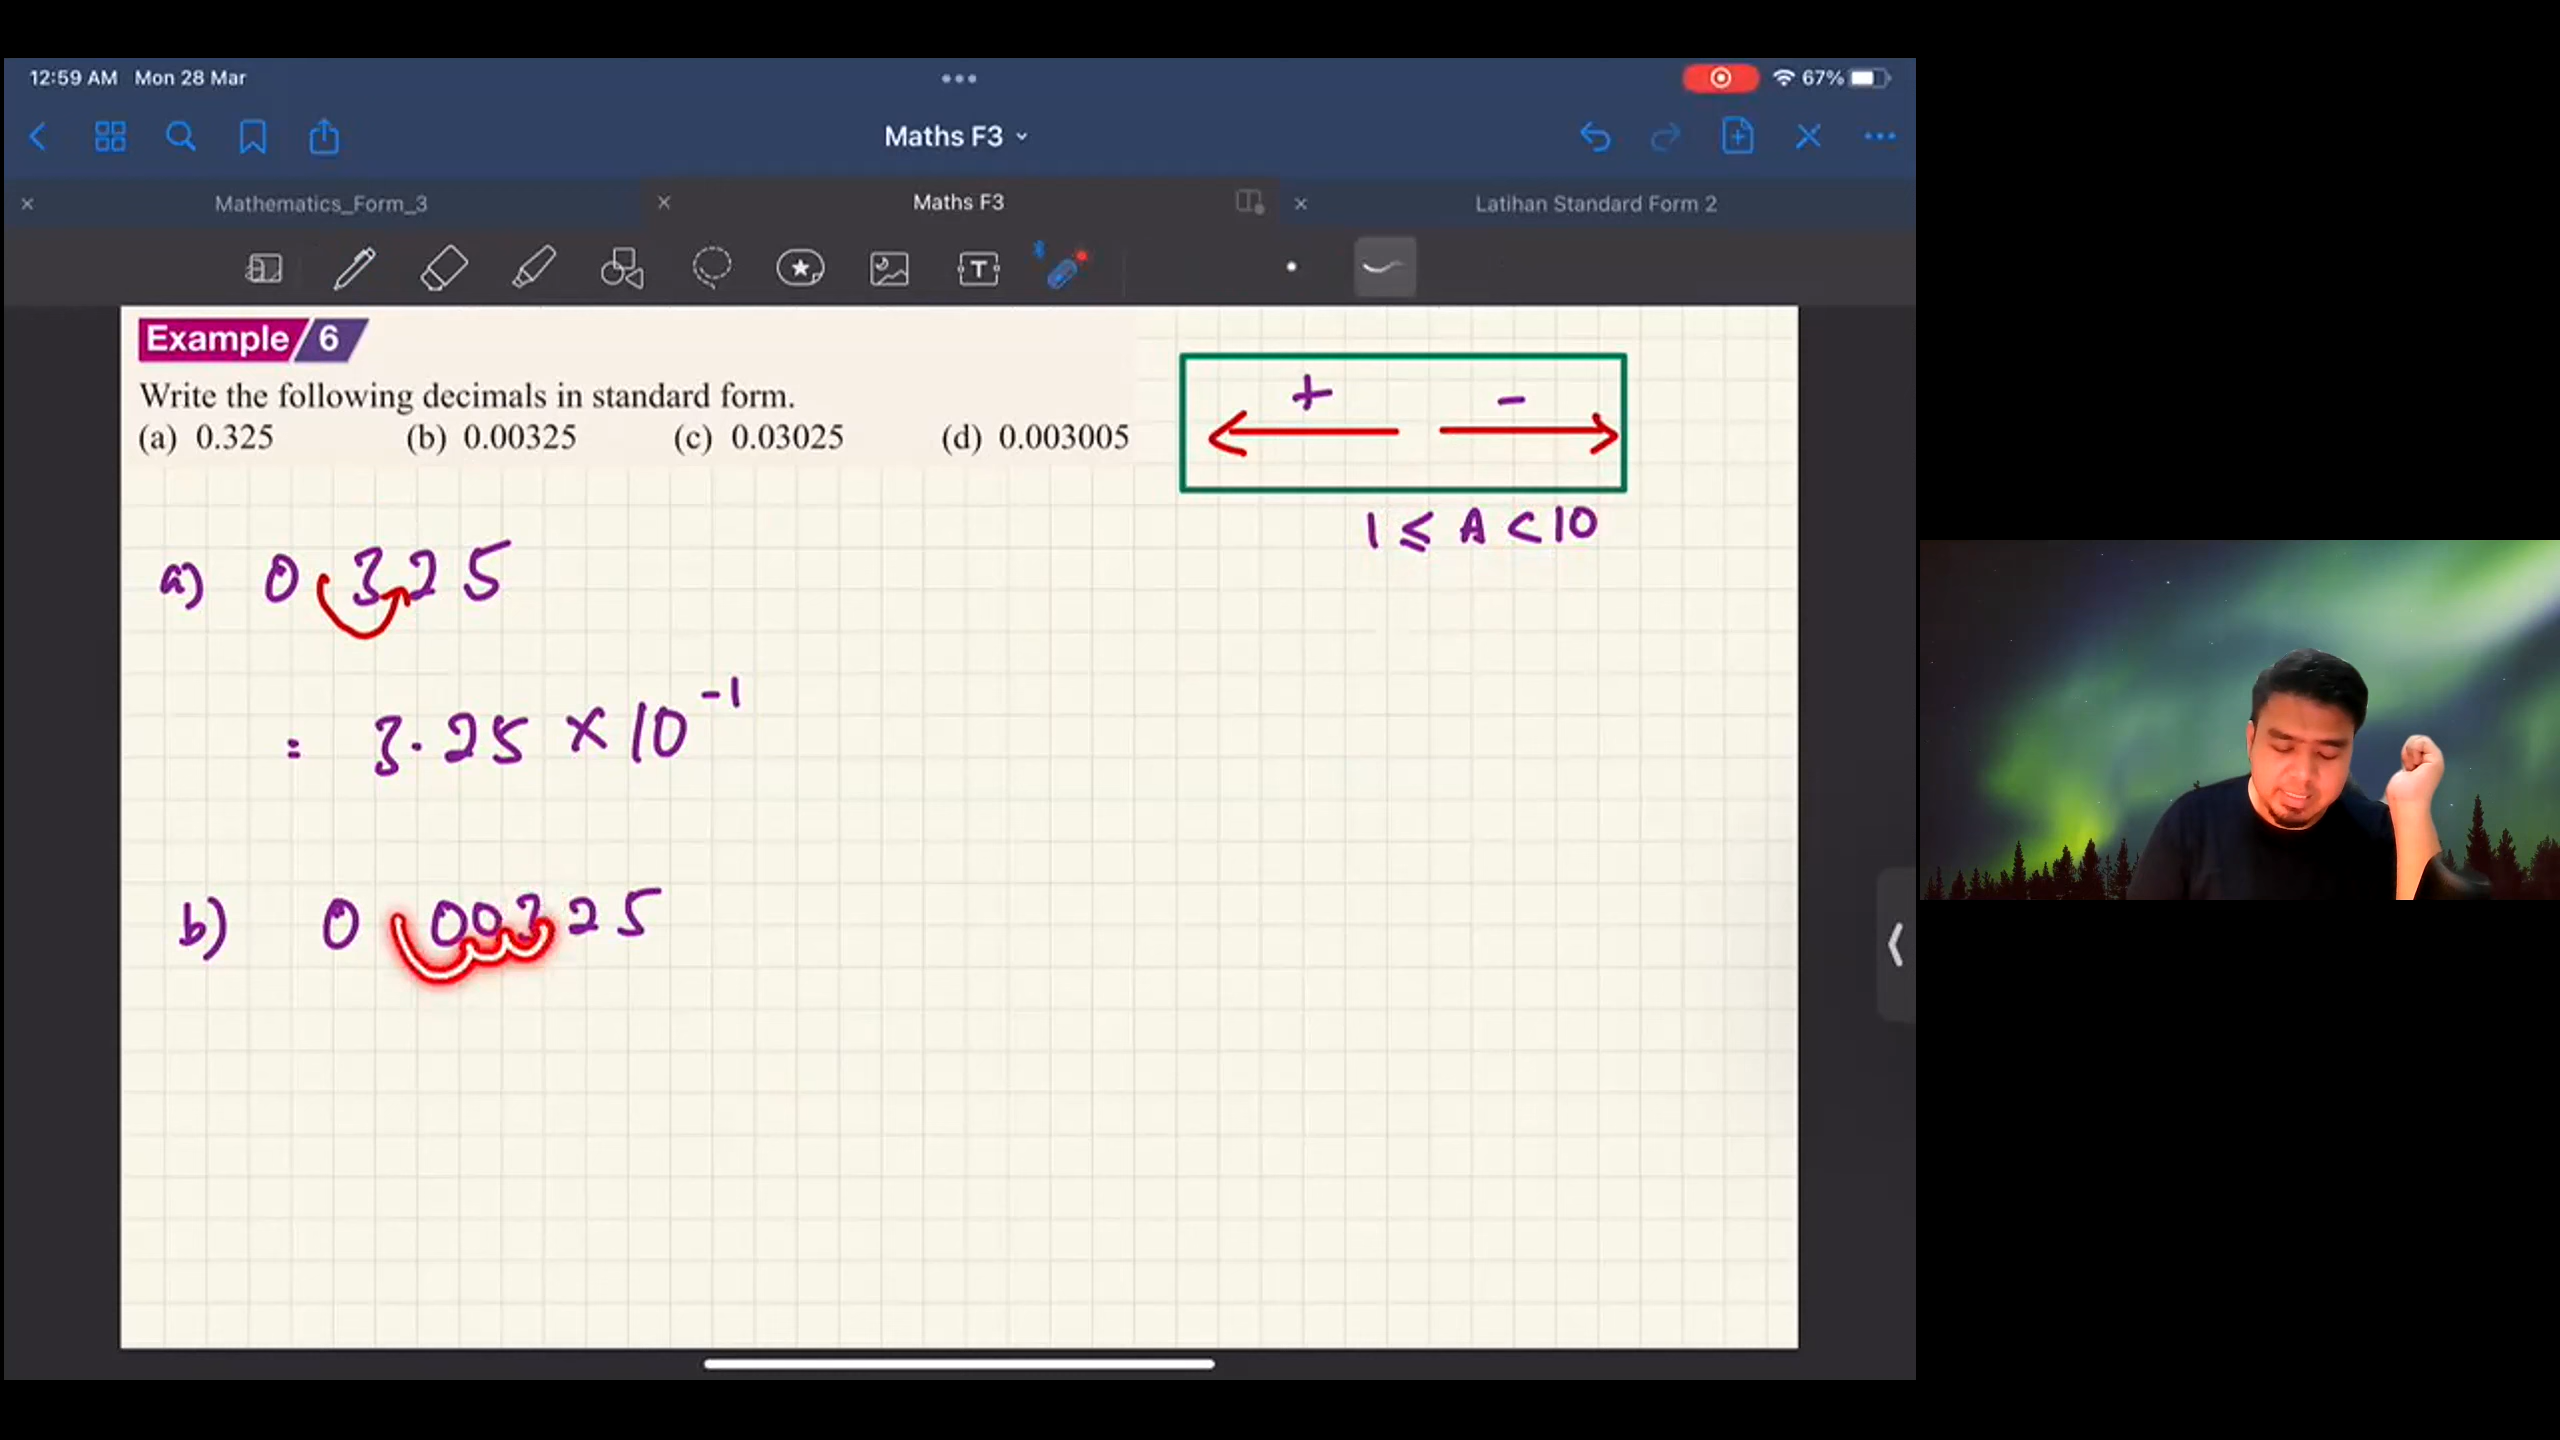 12:59 AM Mon 28 Mar
67%
Maths F3
Mathematics_Form_3
Maths F3
Latihan Standard Form 2
T
Example 6
Write the following decimals in standard form.
(a) 0.325 (b) 0.00325 (c) 0.03025 (d) 0.003005
+ -
1 ≤ A < 10
a) 0 325
= 3.25 × 10⁻¹
b) 0 00325